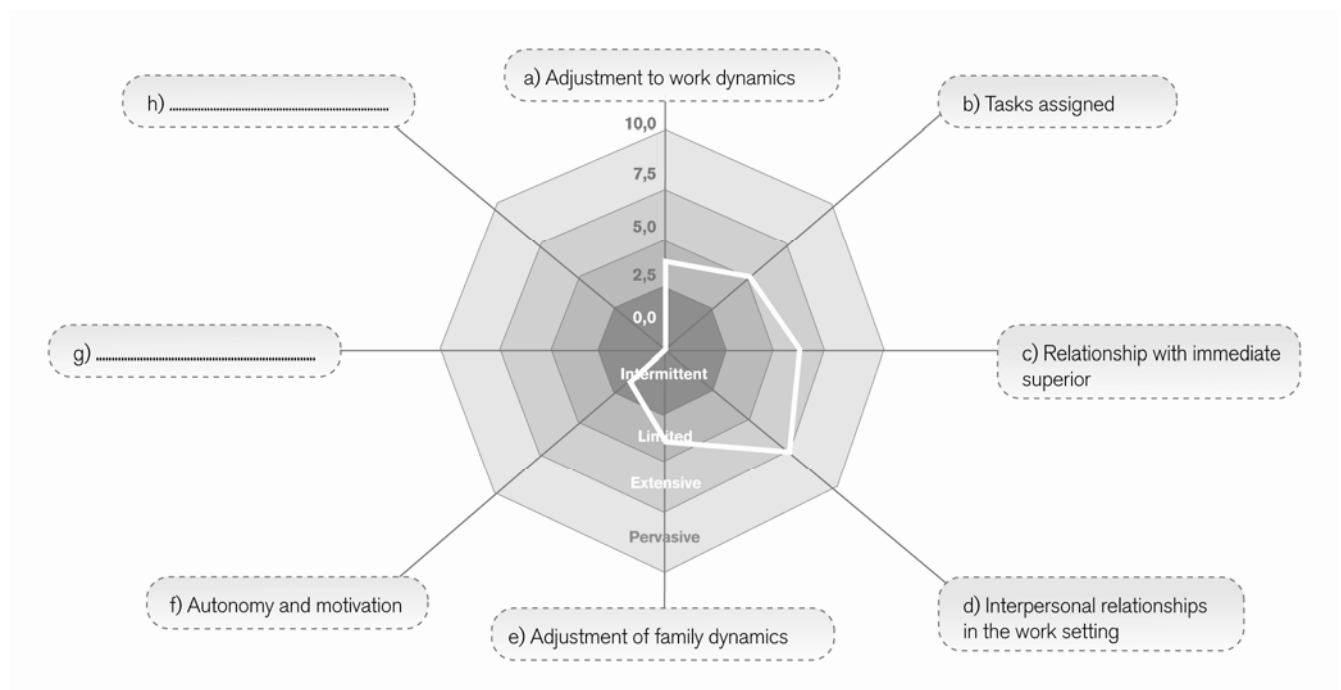 a) Adjustment to work dynamics
h) ........................................................................
b) Tasks assigned
10,0
7,5
5,0
2,5
0,0
g) ........................................................................
c) Relationship with immediate
superior
Intermittent
Limited
Extensive
Pervasive
f) Autonomy and motivation
d) Interpersonal relationships
in the work setting
e) Adjustment of family dynamics